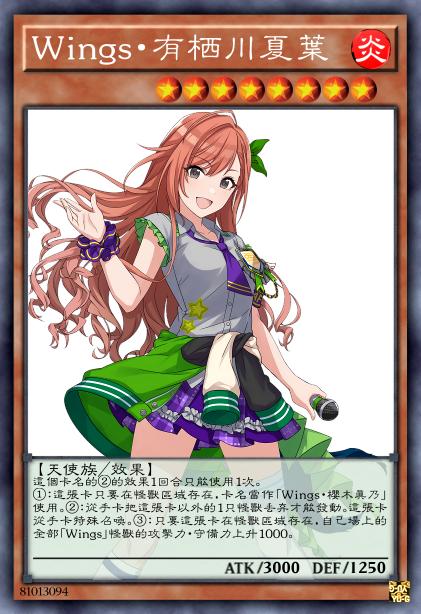 Wings・有栖川夏葉
炎
【天使族／效果】
這個卡名的②的效果1回合只能使用1次。
①：這張卡只要在怪獸區域存在，卡名當作「Wings・櫻木真乃」
使用。②：從手卡把這張卡以外的1只怪獸丢弃才能發動。這張卡
從手卡特殊召喚。③：只要這張卡在怪獸區域存在，自己場上的
全部「Wings」怪獸的攻擊力・守備力上升1000。
ATK/3000 DEF/1250
81013094